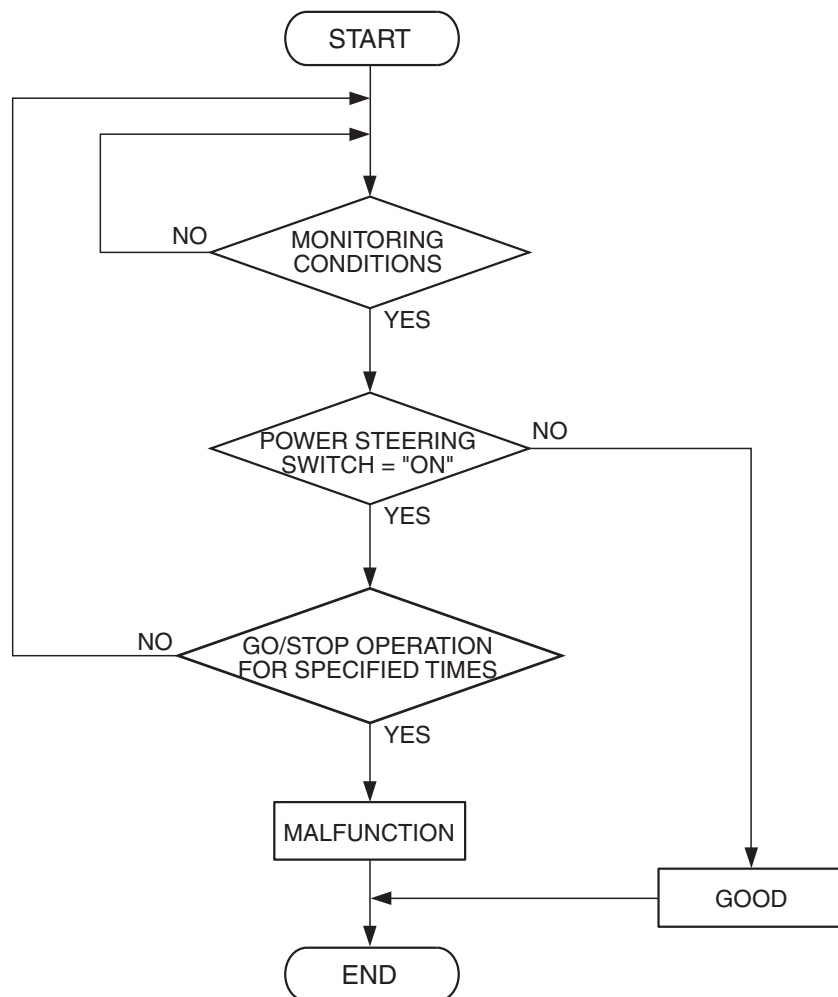 START
NO
MONITORING
CONDITIONS
YES
POWER STEERING
SWITCH = "ON"
NO
YES
NO
GO/STOP OPERATION
FOR SPECIFIED TIMES
YES
MALFUNCTION
GOOD
END